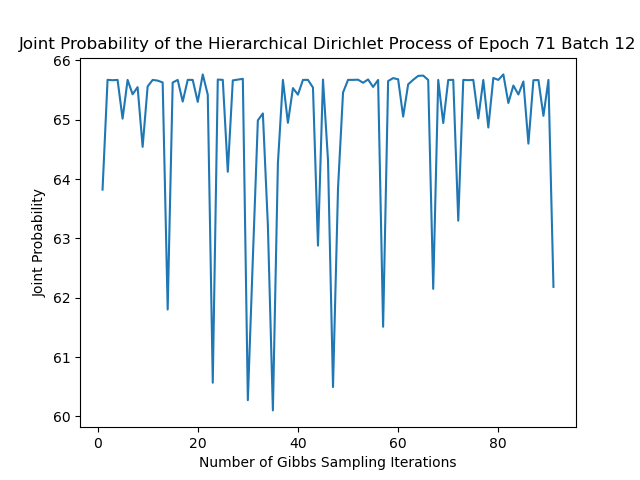 Joint Probability of the Hierarchical Dirichlet Process of Epoch 71 Batch 12
66
65
64
63
62
61
60
Joint Probability
0 20 40 60 80
Number of Gibbs Sampling Iterations